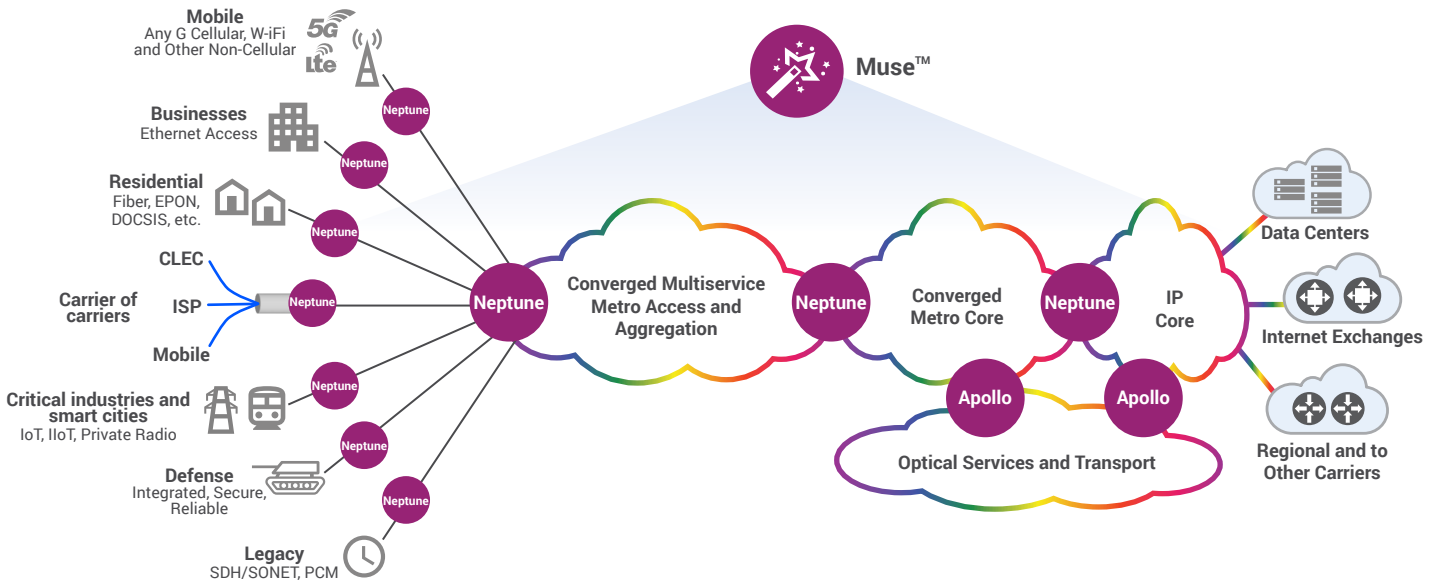 Mobile
Any G Cellular, W-iFi
and Other Non-Cellular
5G
lte
Neptune
Muse™
Businesses
Ethernet Access
Neptune
Residential
Fiber, EPON,
DOCSIS, etc.
Neptune
CLEC
Carrier of
carriers
ISP
Mobile
Neptune
Critical industries and
smart cities
IoT, IIoT, Private Radio
Neptune
Defense
Integrated, Secure,
Reliable
Neptune
Legacy
SDH/SONET, PCM
Neptune
Neptune
Converged Multiservice
Metro Access and
Aggregation
Neptune
Converged
Metro Core
Neptune
IP
Core
Apollo
Apollo
Optical Services and Transport
Data Centers
Internet Exchanges
Regional and to
Other Carriers